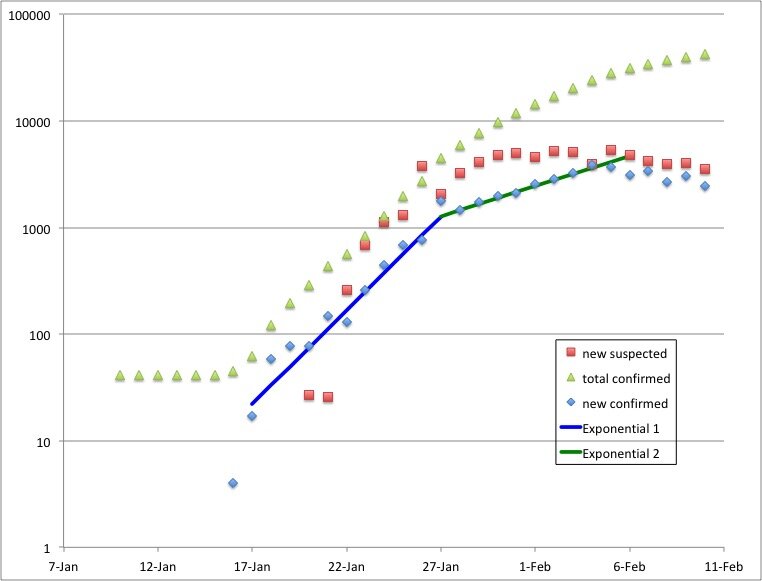 100000
10000
1000
100
10
1
7-Jan 12-Jan 17-Jan 22-Jan 27-Jan 1-Feb 6-Feb 11-Feb
new suspected
total confirmed
new confirmed
Exponential 1
Exponential 2